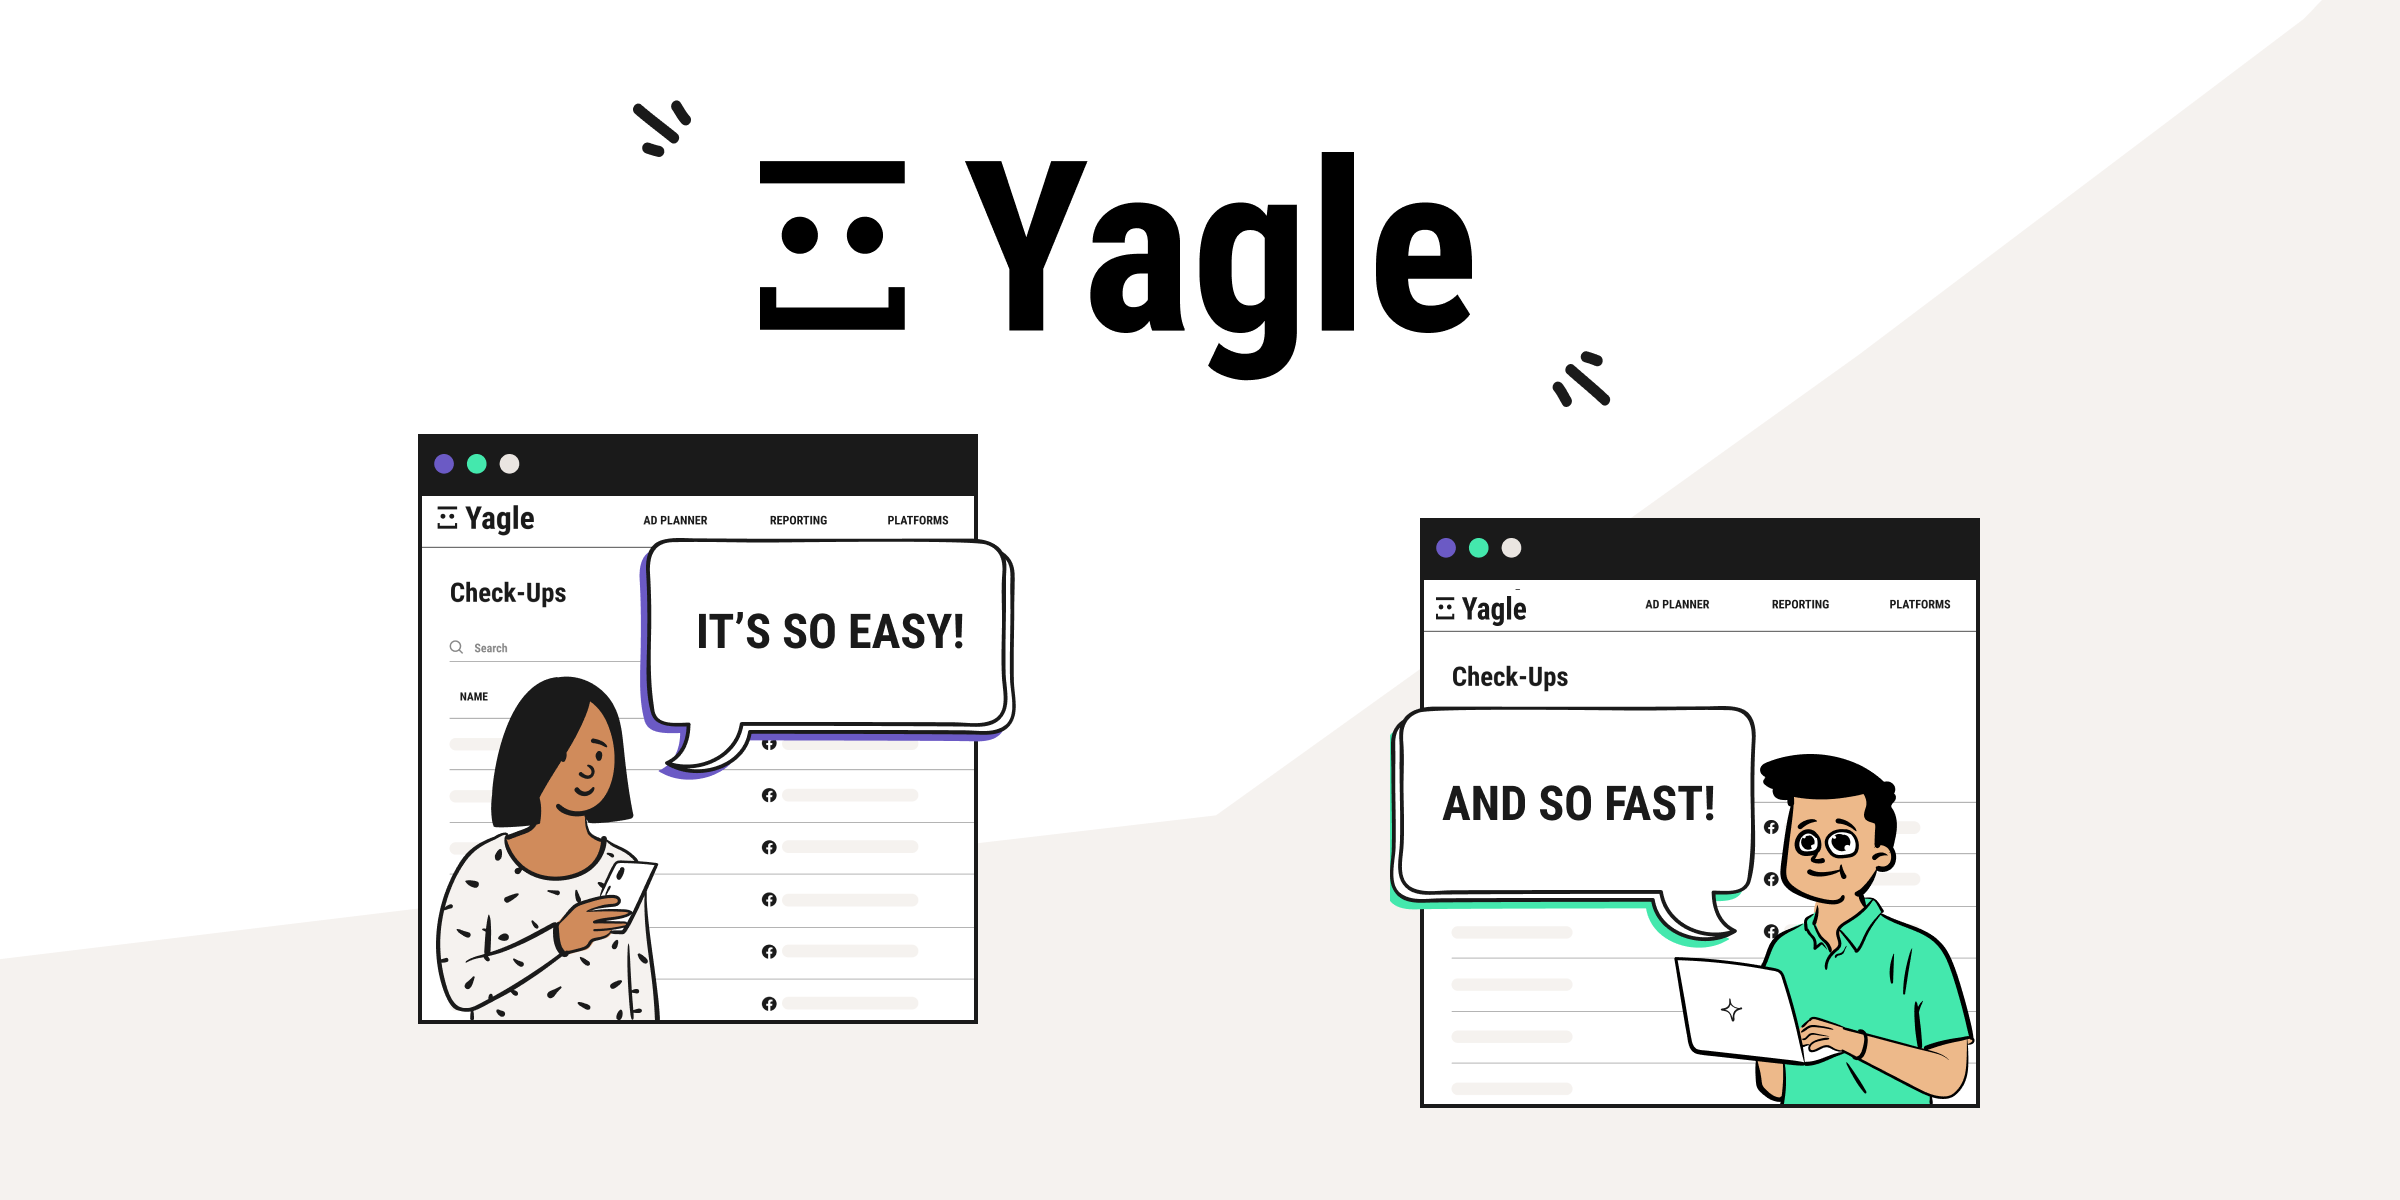 Yagle
Yagle
AD PLANNER
REPORTING
PLATFORMS
Check-Ups
IT’S SO EASY!
Search
NAME
Yagle
AD PLANNER
REPORTING
PLATFORMS
Check-Ups
AND SO FAST!